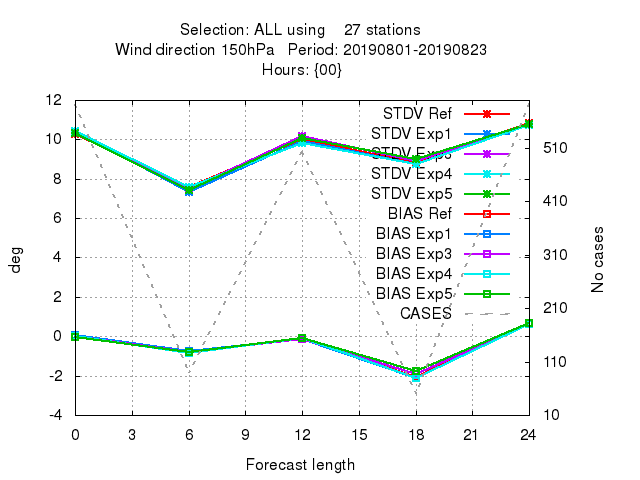 Selection: ALL using 27 stations
Wind direction 150hPa Period: 20190801-20190823
Hours: {00}
12
10
8
6
4
2
0
-2
-4
deg
STDV Ref
STDV Exp1
STDV Exp3
STDV Exp4
STDV Exp5
BIAS Ref
BIAS Exp1
BIAS Exp3
BIAS Exp4
BIAS Exp5
CASES
510
410
310
210
110
10
No cases
0 3 6 9 12 15 18 21 24
Forecast length